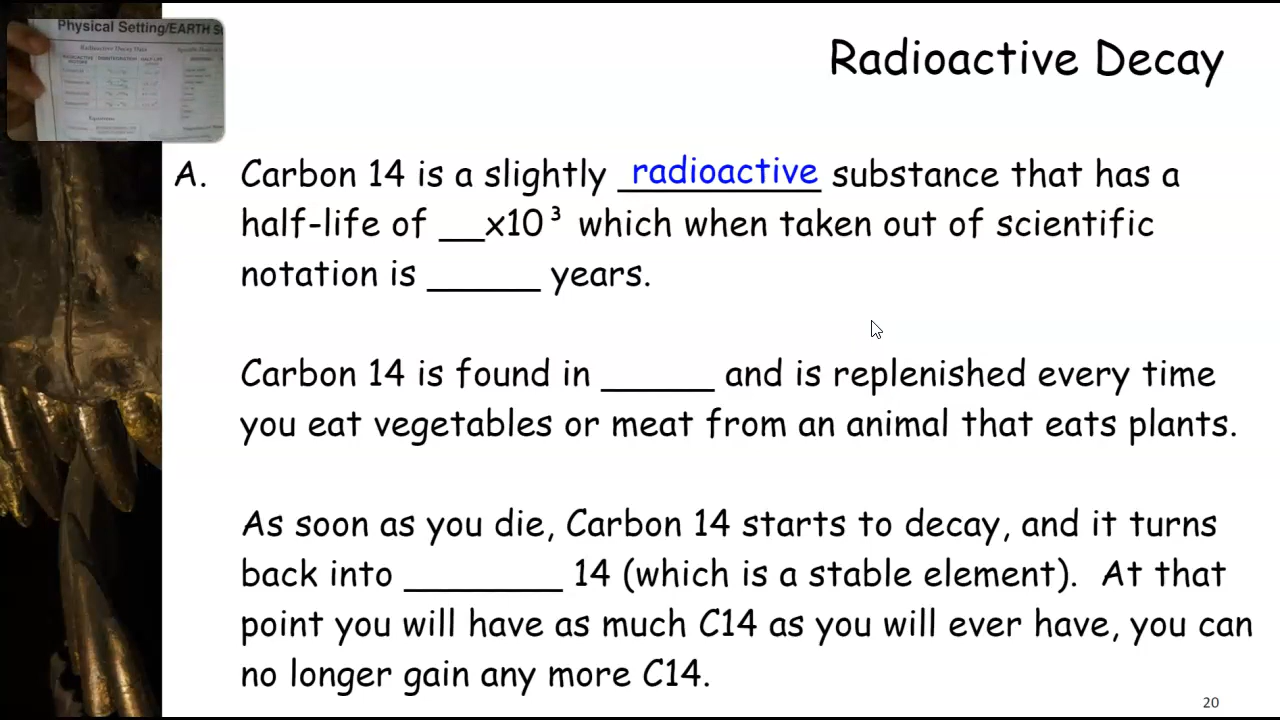 Physical Setting/EARTH S
Radioactive Decay Data
Radioactive Decay
A. Carbon 14 is a slightly radioactive substance that has a
half-life of __x10³ which when taken out of scientific
notation is ______ years.
Carbon 14 is found in ______ and is replenished every time
you eat vegetables or meat from an animal that eats plants.
As soon as you die, Carbon 14 starts to decay, and it turns
back into ________ 14 (which is a stable element). At that
point you will have as much C14 as you will ever have, you can
no longer gain any more C14.
20